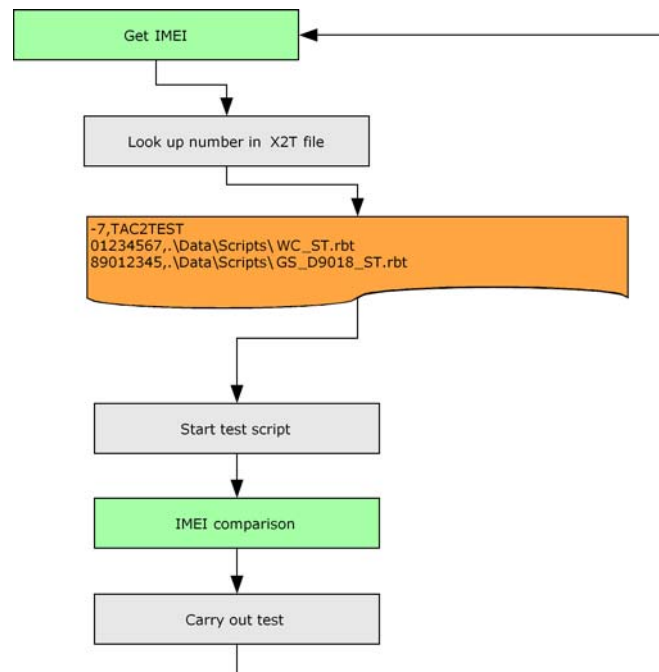 Get IMEI
Look up number in X2T file
-7,TAC2TEST
01234567,.\Data\Scripts\ WC_ST.rbt
89012345,.\Data\Scripts\ GS_D9018_ST.rbt
Start test script
IMEI comparison
Carry out test